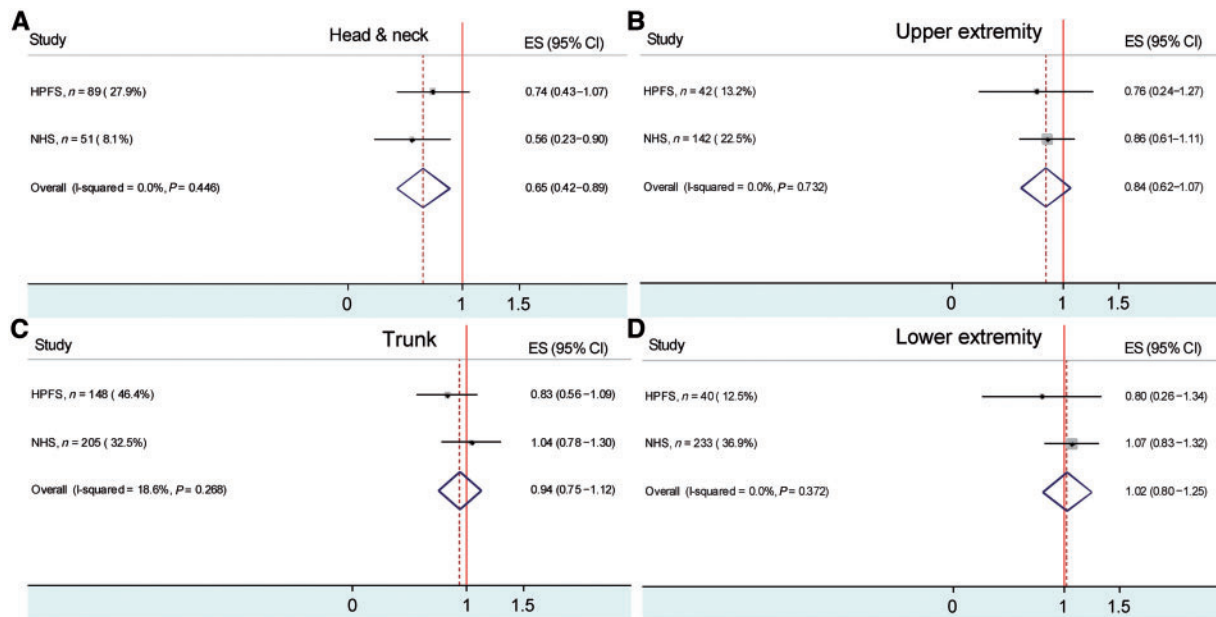 A
Head & neck
Study
ES (95% CI)
HPFS, n = 89 ( 27.9%)
0.74 (0.43–1.07)
NHS, n = 51 ( 8.1%)
0.56 (0.23–0.90)
Overall (I-squared = 0.0%, P = 0.446)
0.65 (0.42–0.89)
0 1 1.5
B
Upper extremity
Study
ES (95% CI)
HPFS, n = 42 ( 13.2%)
0.76 (0.24–1.27)
NHS, n = 142 ( 22.5%)
0.86 (0.61–1.11)
Overall (I-squared = 0.0%, P = 0.732)
0.84 (0.62–1.07)
0 1 1.5
C
Trunk
Study
ES (95% CI)
HPFS, n = 148 ( 46.4%)
0.83 (0.56–1.09)
NHS, n = 205 ( 32.5%)
1.04 (0.78–1.30)
Overall (I-squared = 18.6%, P = 0.268)
0.94 (0.75–1.12)
0 1 1.5
D
Lower extremity
Study
ES (95% CI)
HPFS, n = 40 ( 12.5%)
0.80 (0.26–1.34)
NHS, n = 233 ( 36.9%)
1.07 (0.83–1.32)
Overall (I-squared = 0.0%, P = 0.372)
1.02 (0.80–1.25)
0 1 1.5